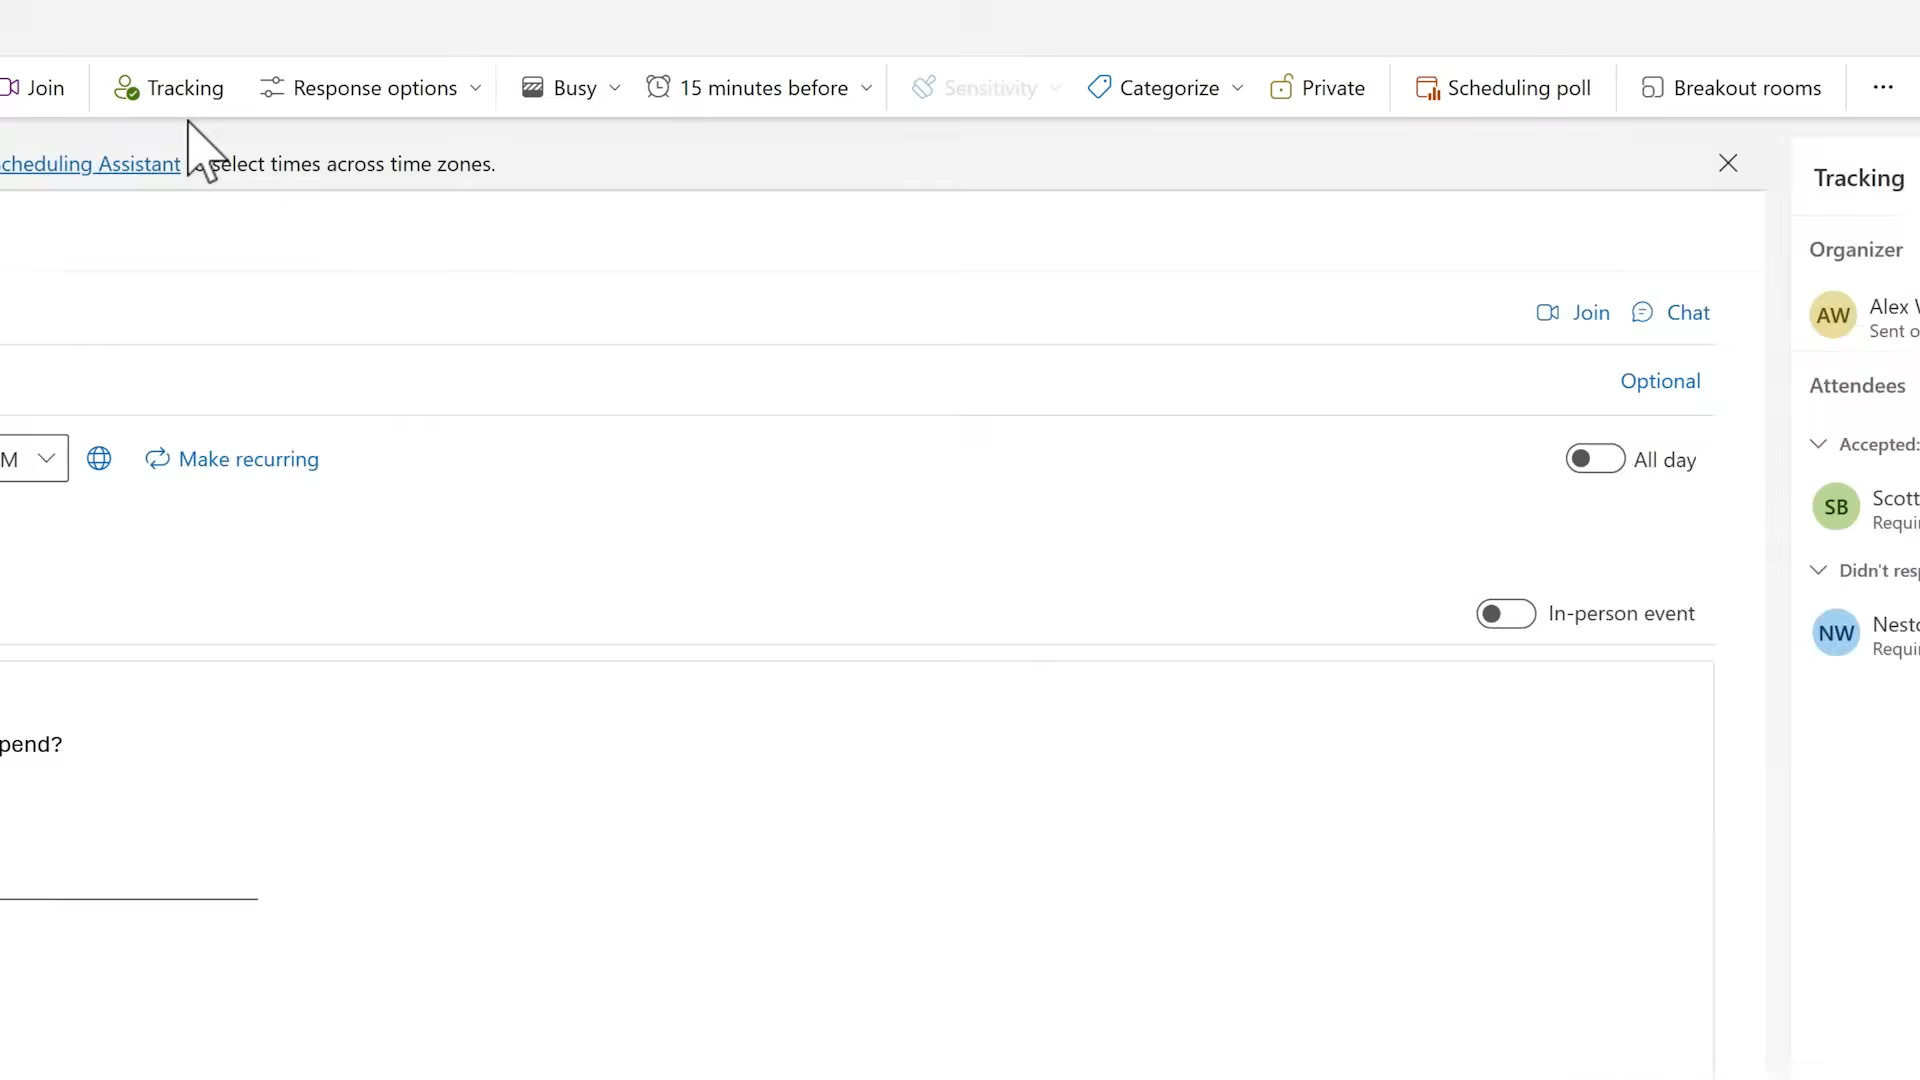 Join Tracking Response options Busy 15 minutes before Sensitivity Categorize Private Scheduling poll Breakout rooms ...
cheduling Assistant select times across time zones.
Tracking
Organizer
AW Alex
Sent o
Join Chat
Optional
Attendees
Accepted:
M Make recurring All day
SB Scott
Requi
Didn't resp
In-person event
NW Nesto
Requi
pend?